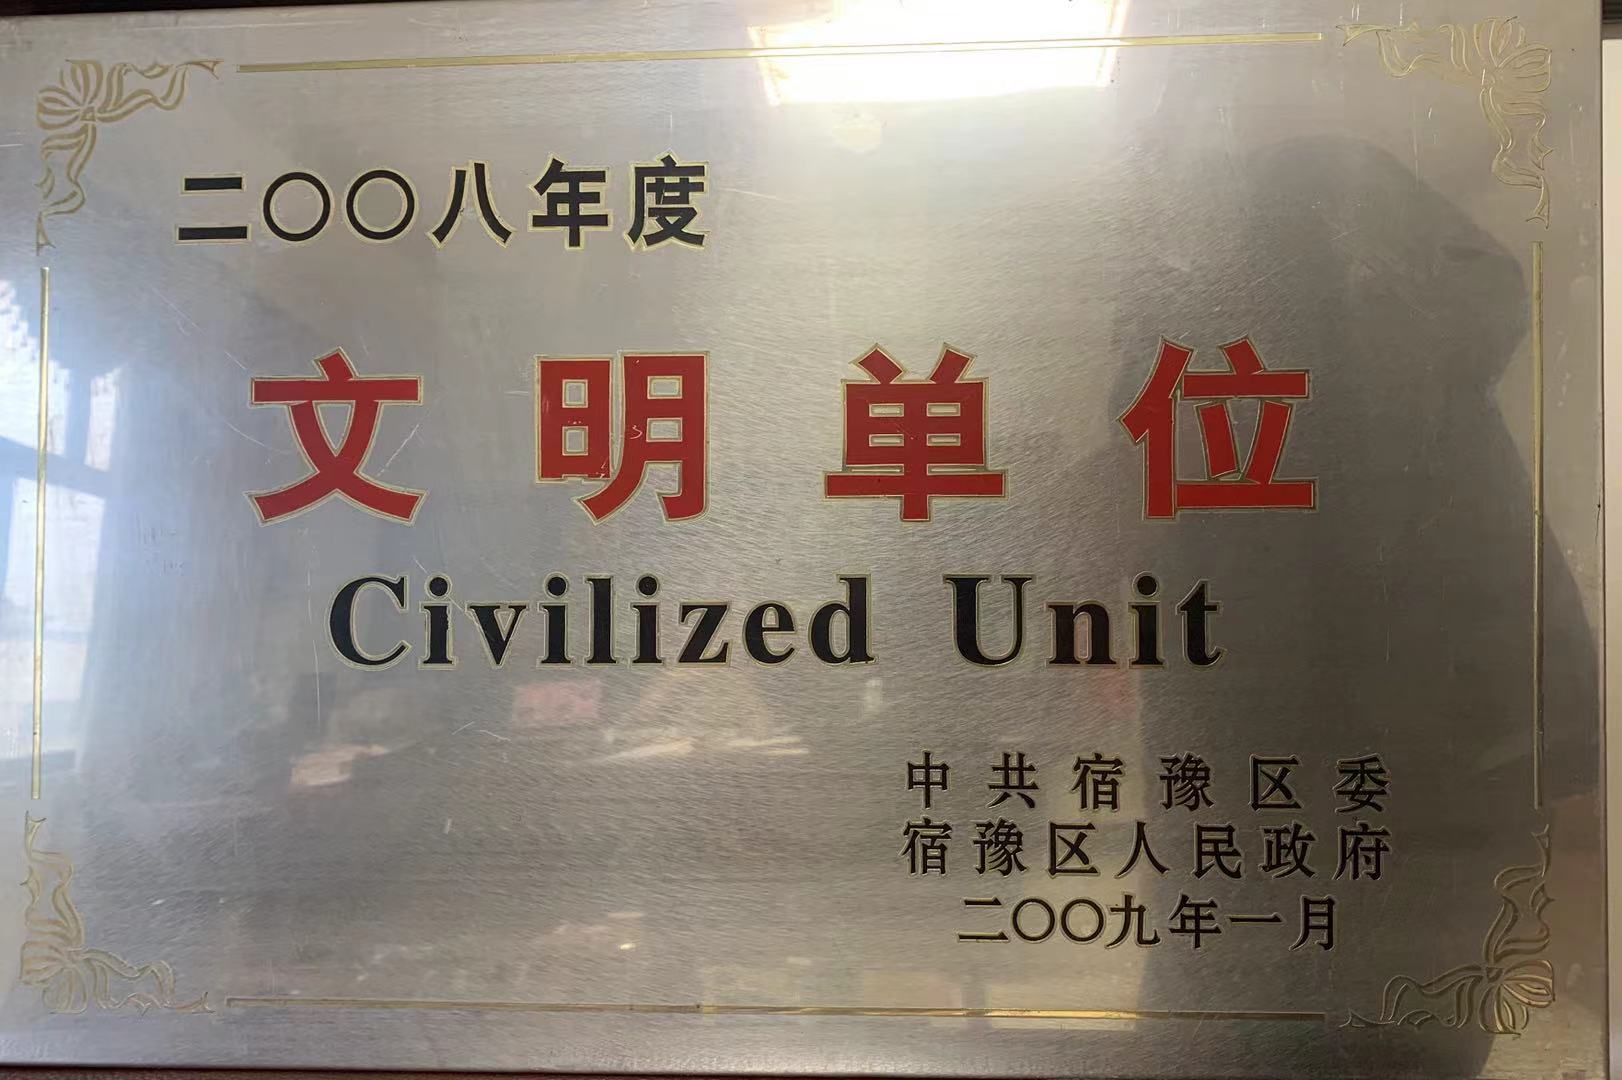 二〇〇八年度
文明单位
Civilized Unit
中共宿豫区委
宿豫区人民政府
二〇〇九年一月